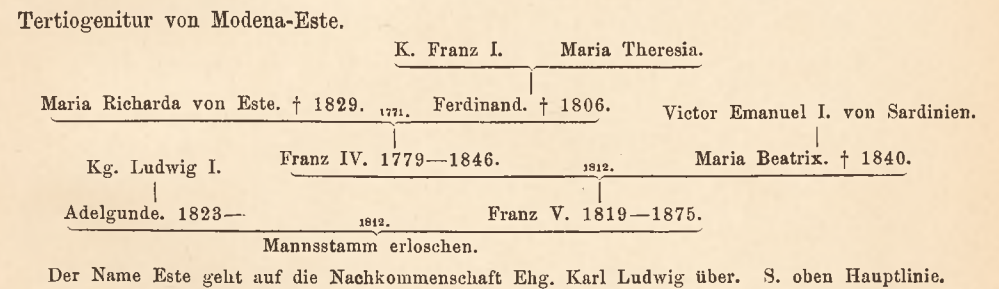 Tertiogenitur von Modena-Este.
K. Franz I. Maria Theresia.
Maria Richarda von Este. † 1829. 1771. Ferdinand. † 1806.
Victor Emanuel I. von Sardinien.
Franz IV. 1779—1846. 1812. Maria Beatrix. † 1840.
Kg. Ludwig I.
Adelgunde. 1823— 1812. Franz V. 1819—1875.
Mannsstamm erloschen.
Der Name Este geht auf die Nachkommenschaft Ehg. Karl Ludwig über. S. oben Hauptlinie.